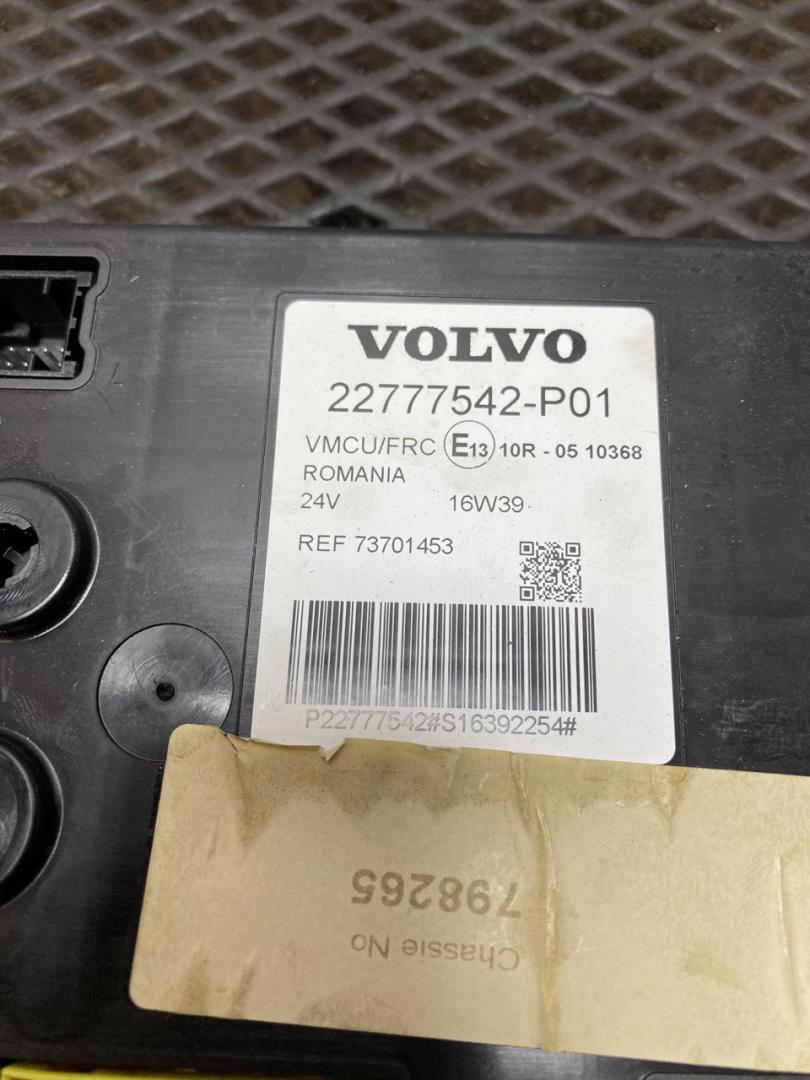 VOLVO
22777542-P01
VMCU/FRC E13 10R - 05 10368
ROMANIA
24V 16W39
REF 73701453
P22777542#S16392254#
Chassie No
798265